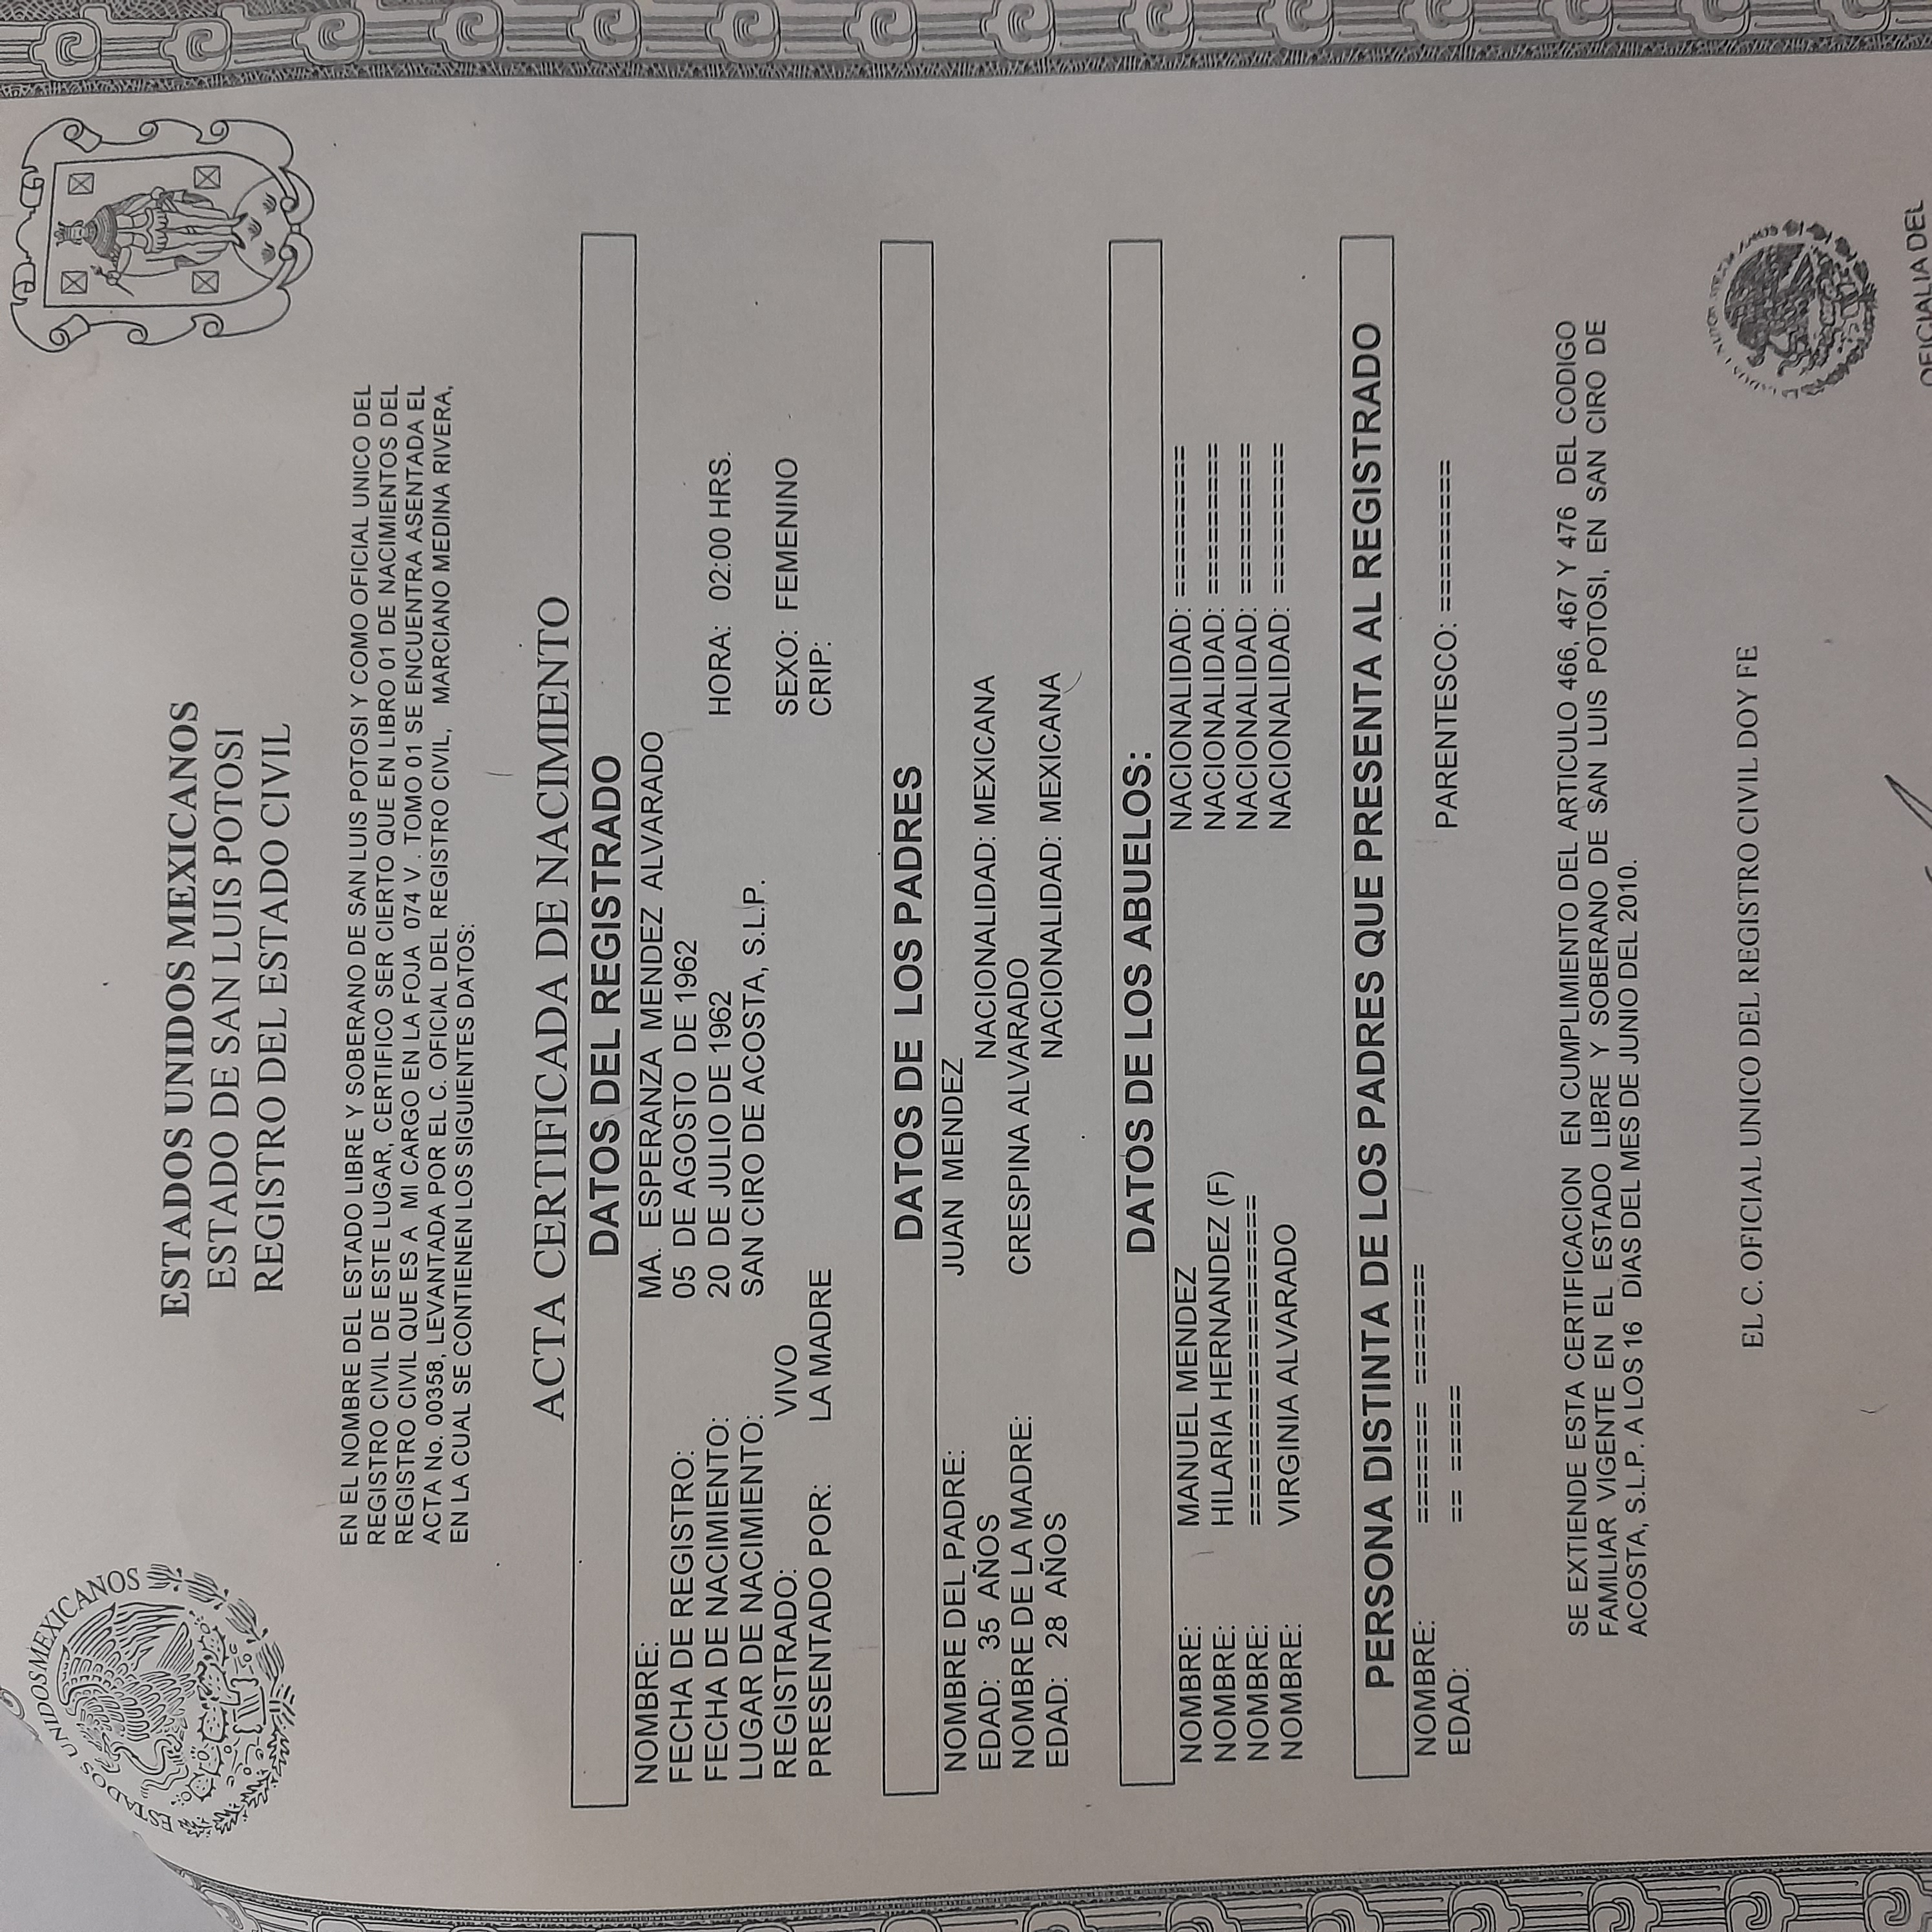 ESTADOS UNIDOS MEXICANOS
ESTADOS UNIDOS MEXICANOS
ESTADO DE SAN LUIS POTOSI
REGISTRO DEL ESTADO CIVIL
EN EL NOMBRE DEL ESTADO LIBRE Y SOBERANO DE SAN LUIS POTOSI Y COMO OFICIAL UNICO DEL
REGISTRO CIVIL DE ESTE LUGAR, CERTIFICO SER CIERTO QUE EN LIBRO 01 DE NACIMIENTOS DEL
REGISTRO CIVIL QUE ES A MI CARGO EN LA FOJA 074 V . TOMO 01 SE ENCUENTRA ASENTADA EL
ACTA No. 00358, LEVANTADA POR EL C. OFICIAL DEL REGISTRO CIVIL, MARCIANO MEDINA RIVERA,
EN LA CUAL SE CONTIENEN LOS SIGUIENTES DATOS:
ACTA CERTIFICADA DE NACIMIENTO
DATOS DEL REGISTRADO
NOMBRE: MA. ESPERANZA MENDEZ ALVARADO
FECHA DE REGISTRO: 05 DE AGOSTO DE 1962
FECHA DE NACIMIENTO: 20 DE JULIO DE 1962 HORA: 02:00 HRS.
LUGAR DE NACIMIENTO: SAN CIRO DE ACOSTA, S.L.P.
REGISTRADO: VIVO SEXO: FEMENINO
PRESENTADO POR: LA MADRE CRIP:
DATOS DE LOS PADRES
NOMBRE DEL PADRE: JUAN MENDEZ
EDAD: 35 AÑOS NACIONALIDAD: MEXICANA
NOMBRE DE LA MADRE: CRESPINA ALVARADO
EDAD: 28 AÑOS NACIONALIDAD: MEXICANA
DATOS DE LOS ABUELOS:
NOMBRE: MANUEL MENDEZ NACIONALIDAD: =========
NOMBRE: HILARIA HERNANDEZ (F) NACIONALIDAD: =========
NOMBRE: ==================== NACIONALIDAD: =========
NOMBRE: VIRGINIA ALVARADO NACIONALIDAD: =========
PERSONA DISTINTA DE LOS PADRES QUE PRESENTA AL REGISTRADO
NOMBRE: ======= =======
EDAD: == ===== PARENTESCO: =========
SE EXTIENDE ESTA CERTIFICACION EN CUMPLIMIENTO DEL ARTICULO 466, 467 Y 476 DEL CODIGO
FAMILIAR VIGENTE EN EL ESTADO LIBRE Y SOBERANO DE SAN LUIS POTOSI, EN SAN CIRO DE
ACOSTA, S.L.P. A LOS 16 DIAS DEL MES DE JUNIO DEL 2010.
EL C. OFICIAL UNICO DEL REGISTRO CIVIL DOY FE
OFICIALIA DEL